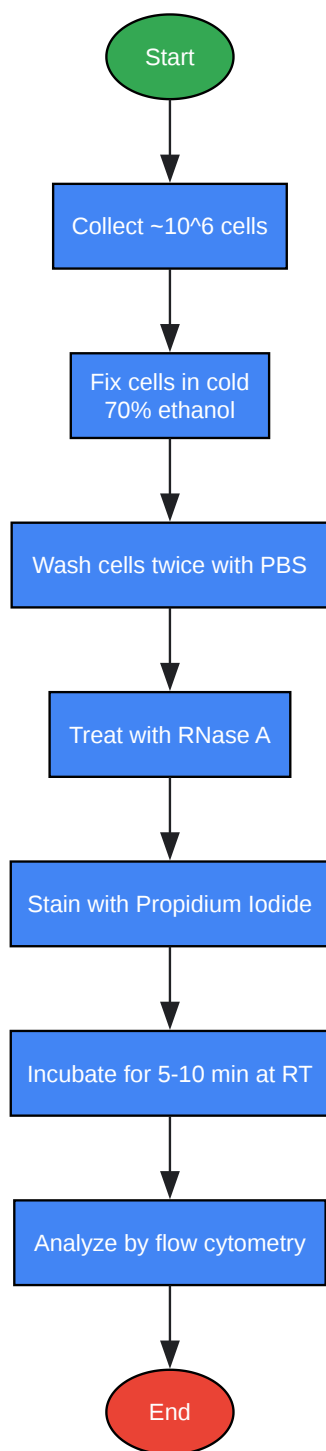 Start
Collect ~10^6 cells
Fix cells in cold
70% ethanol
Wash cells twice with PBS
Treat with RNase A
Stain with Propidium Iodide
Incubate for 5-10 min at RT
Analyze by flow cytometry
End